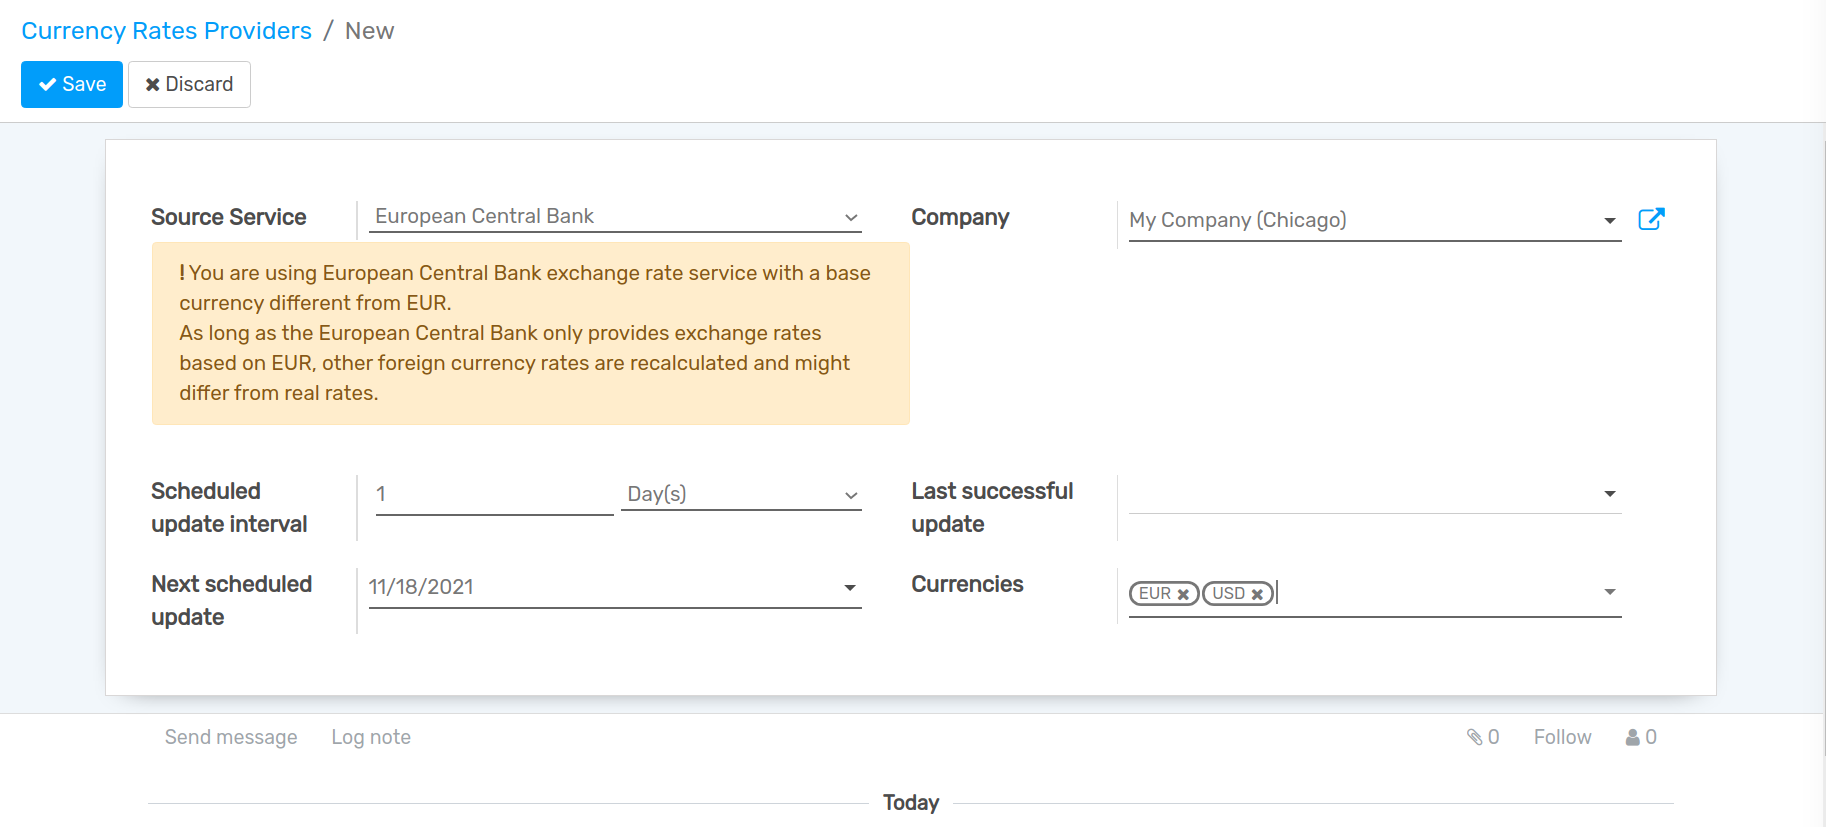 Currency Rates Providers / New
Save Discard
Source Service
European Central Bank
Company
My Company (Chicago)
! You are using European Central Bank exchange rate service with a base
currency different from EUR.
As long as the European Central Bank only provides exchange rates
based on EUR, other foreign currency rates are recalculated and might
differ from real rates.
Scheduled
update interval
1
Day(s)
Last successful
update
Next scheduled
update
11/18/2021
Currencies
EUR USD
Send message Log note
0 Follow 0
Today